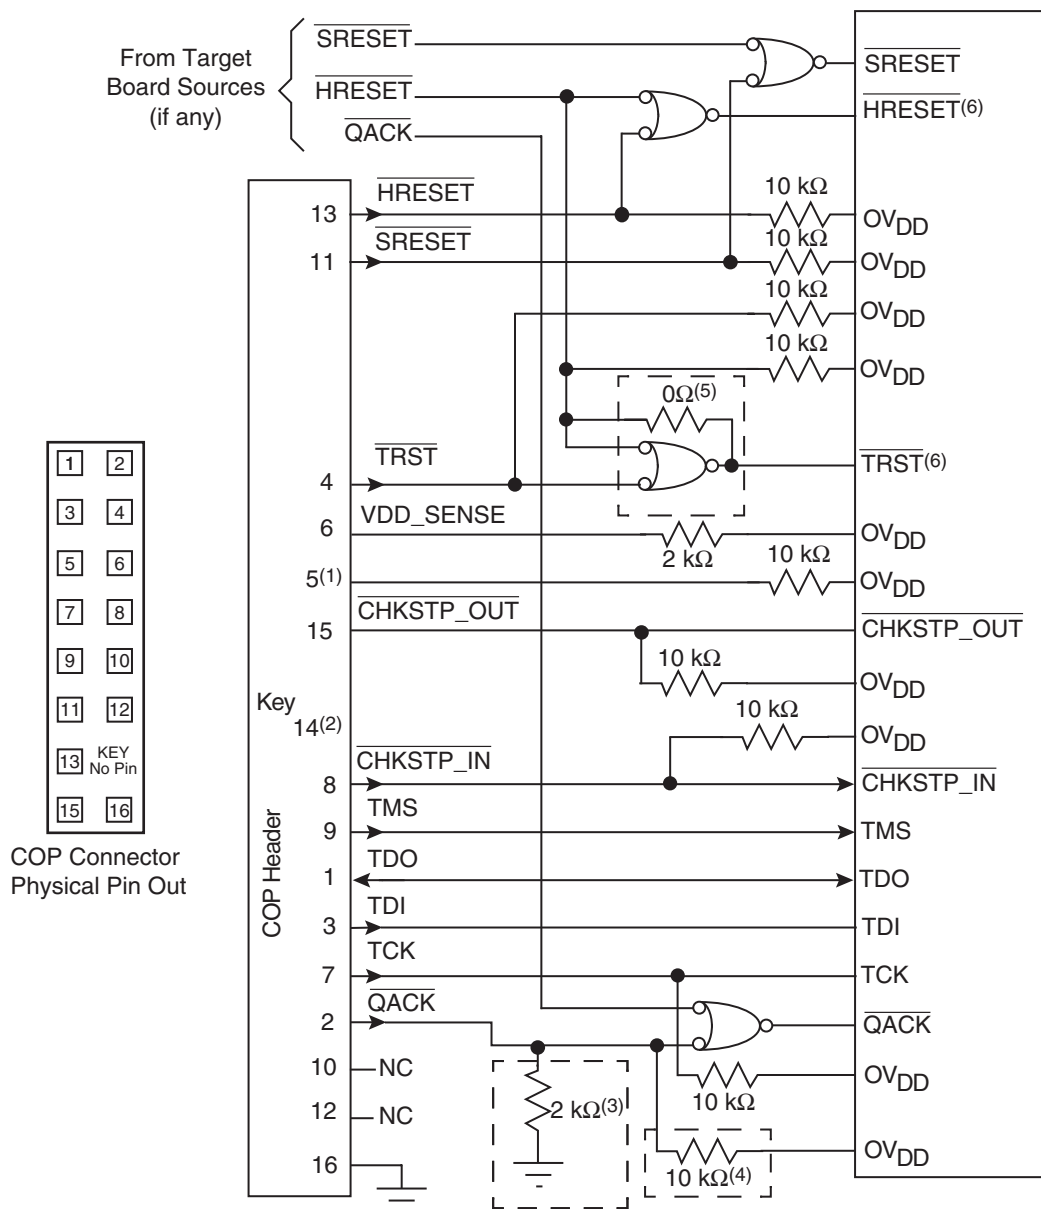 From Target
Board Sources
(if any)
SRESET
HRESET
QACK
SRESET
HRESET(6)
13 HRESET 10 kΩ OVDD
11 SRESET 10 kΩ OVDD
10 kΩ OVDD
10 kΩ OVDD
0Ω(5)
4 TRST TRST(6)
6 VDD_SENSE 2 kΩ OVDD
5(1) 10 kΩ OVDD
15 CHKSTP_OUT CHKSTP_OUT
10 kΩ OVDD
Key
14(2)
10 kΩ OVDD
8 CHKSTP_IN CHKSTP_IN
9 TMS TMS
1 TDO TDO
3 TDI TDI
7 TCK TCK
2 QACK QACK
10 NC 10 kΩ OVDD
12 NC 2 kΩ(3)
16 10 kΩ(4) OVDD
COP Header
1 2
3 4
5 6
7 8
9 10
11 12
13 KEY
No Pin
15 16
COP Connector
Physical Pin Out